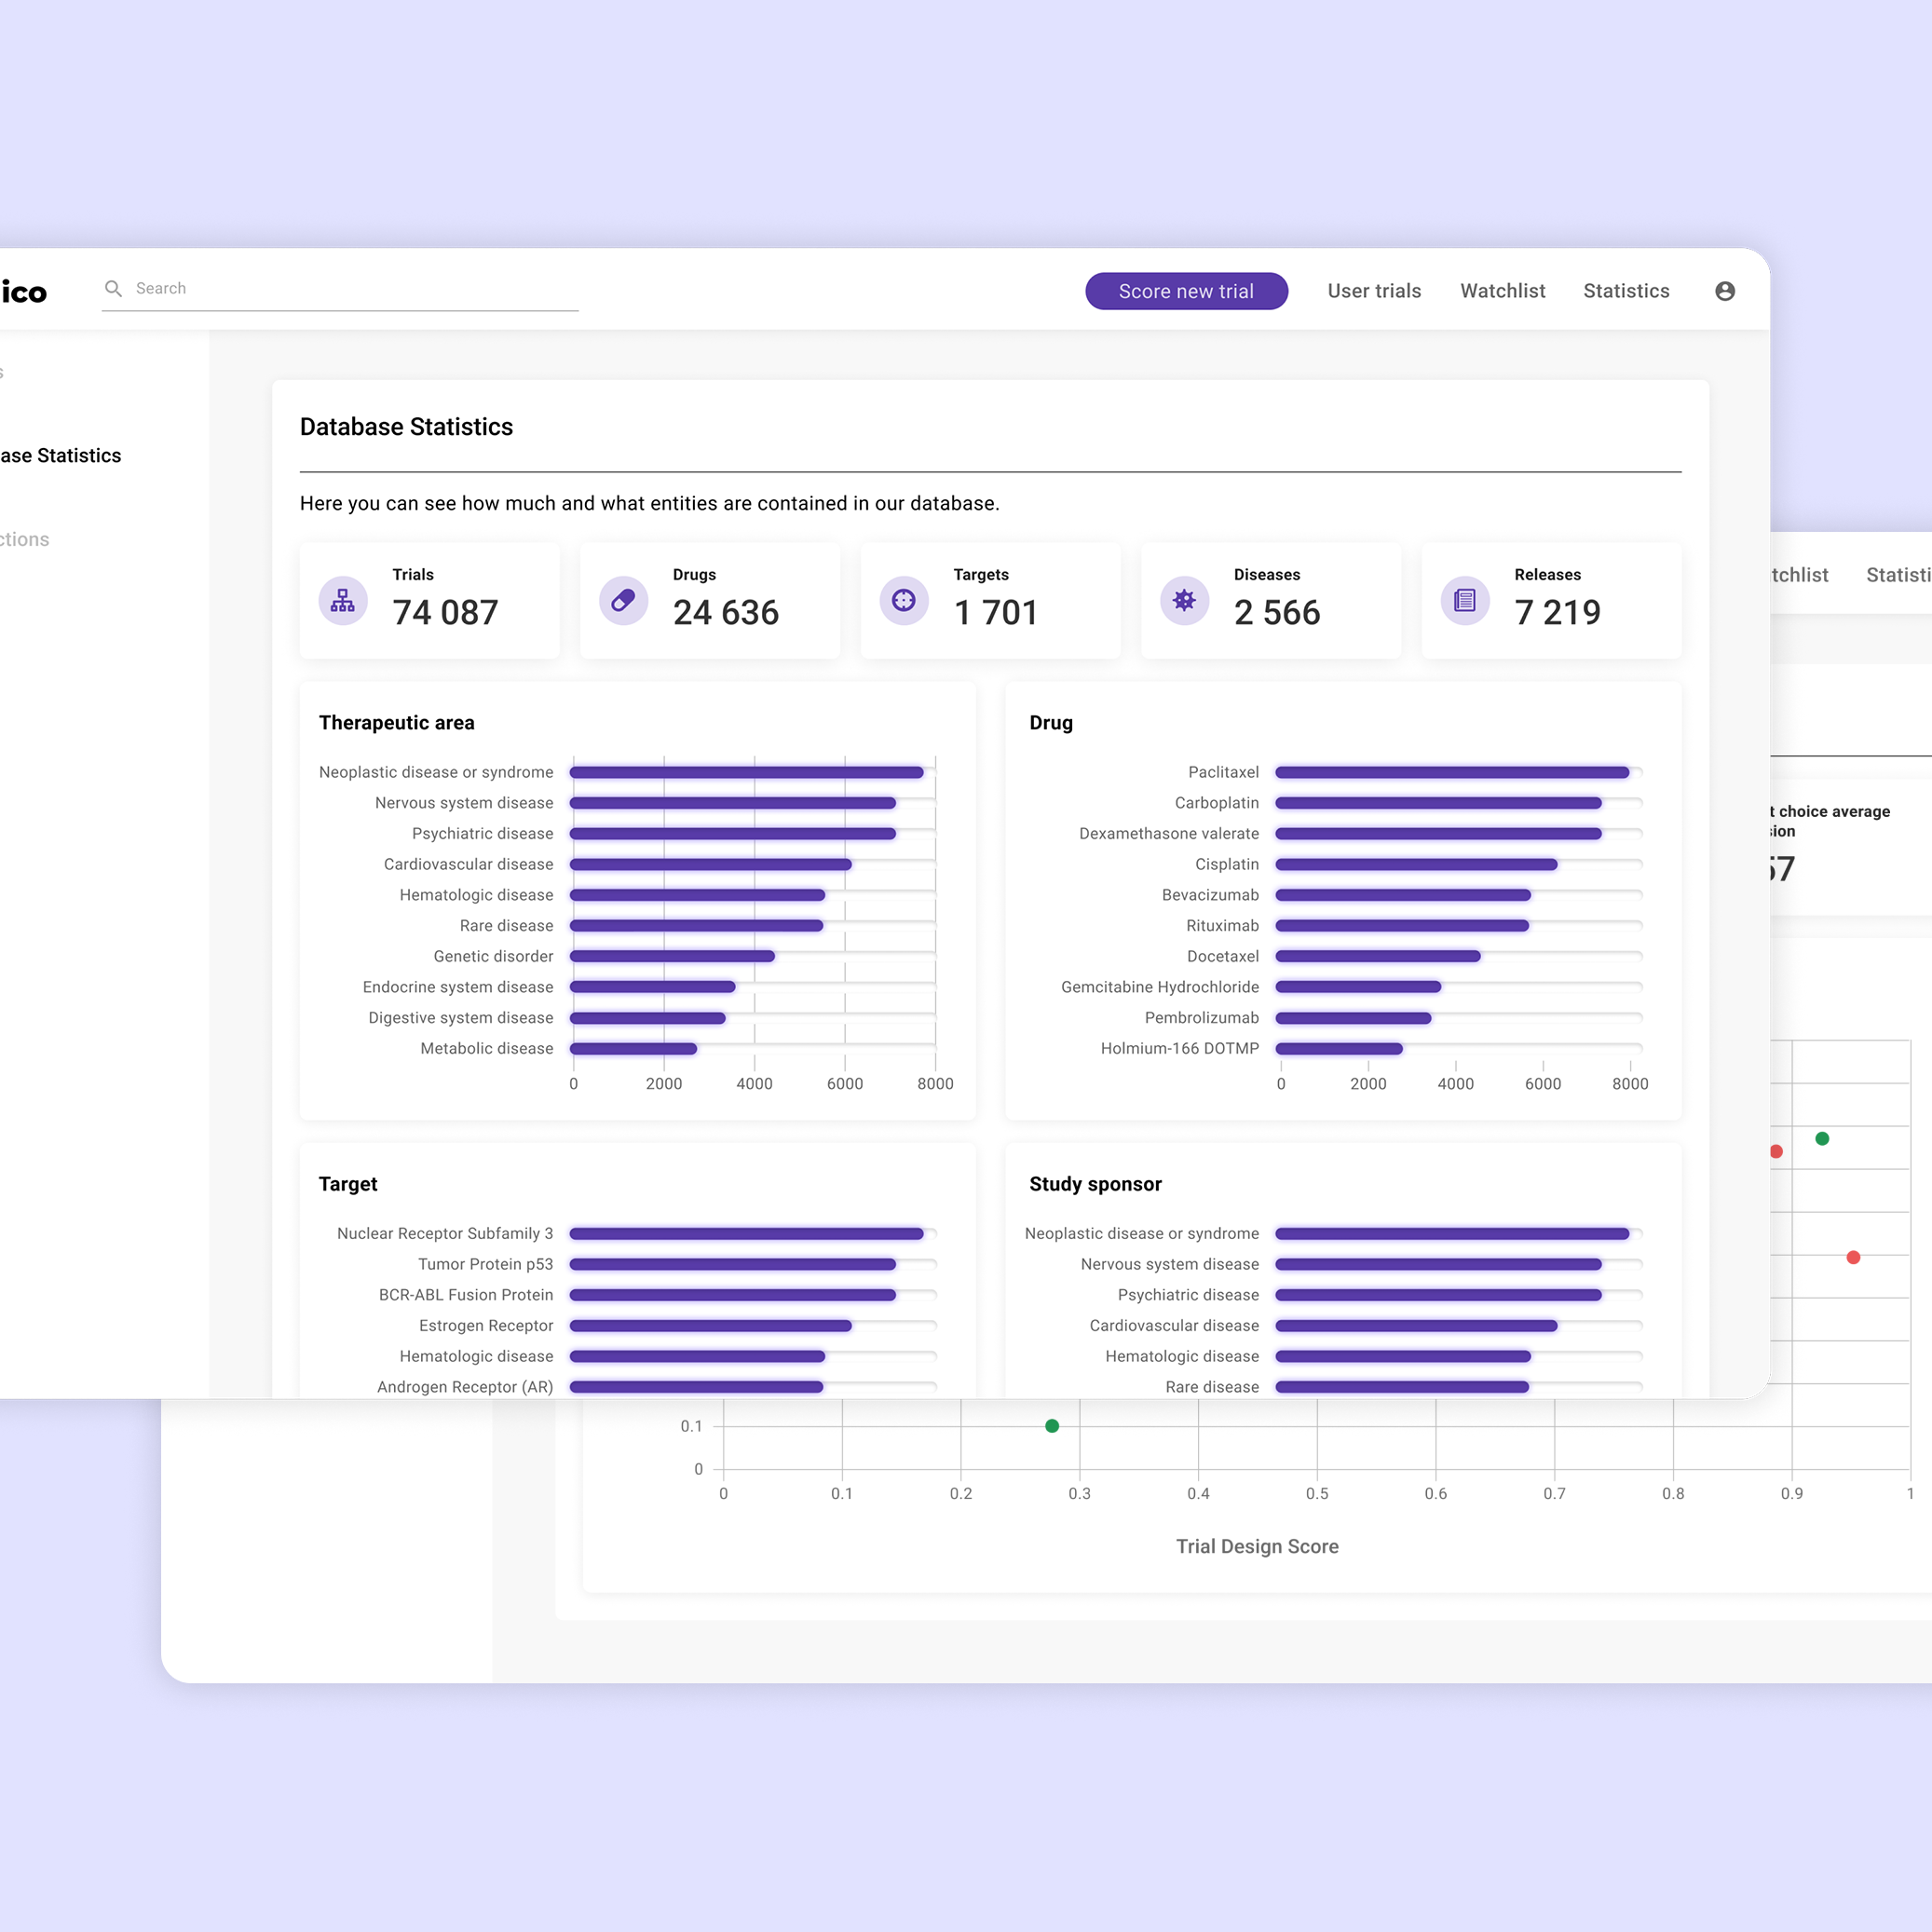 ico
Search
Score new trial
User trials
Watchlist
Statistics
s
ase Statistics
ctions
Database Statistics
Here you can see how much and what entities are contained in our database.
Trials
74 087
Drugs
24 636
Targets
1 701
Diseases
2 566
Releases
7 219
Therapeutic area
Neoplastic disease or syndrome
Nervous system disease
Psychiatric disease
Cardiovascular disease
Hematologic disease
Rare disease
Genetic disorder
Endocrine system disease
Digestive system disease
Metabolic disease
0 2000 4000 6000 8000
Drug
Paclitaxel
Carboplatin
Dexamethasone valerate
Cisplatin
Bevacizumab
Rituximab
Docetaxel
Gemcitabine Hydrochloride
Pembrolizumab
Holmium-166 DOTMP
0 2000 4000 6000 8000
Target
Nuclear Receptor Subfamily 3
Tumor Protein p53
BCR-ABL Fusion Protein
Estrogen Receptor
Hematologic disease
Androgen Receptor (AR)
Study sponsor
Neoplastic disease or syndrome
Nervous system disease
Psychiatric disease
Cardiovascular disease
Hematologic disease
Rare disease
tchlist
Statisti
t choice average
sion
57
0.1
0
0 0.1 0.2 0.3 0.4 0.5 0.6 0.7 0.8 0.9 1
Trial Design Score